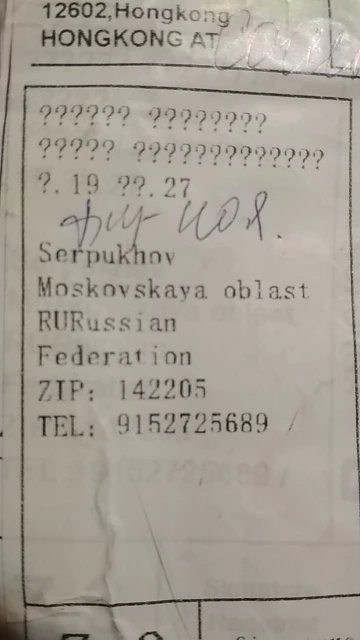 12602,Hongkong
HONGKONG AT
?????? ????????
????? ?????????????
?. 19 ??. 27
Serpukhov
Moskovskaya oblast
RURussian
Federation
ZIP: 142205
TEL: 9152725689 /